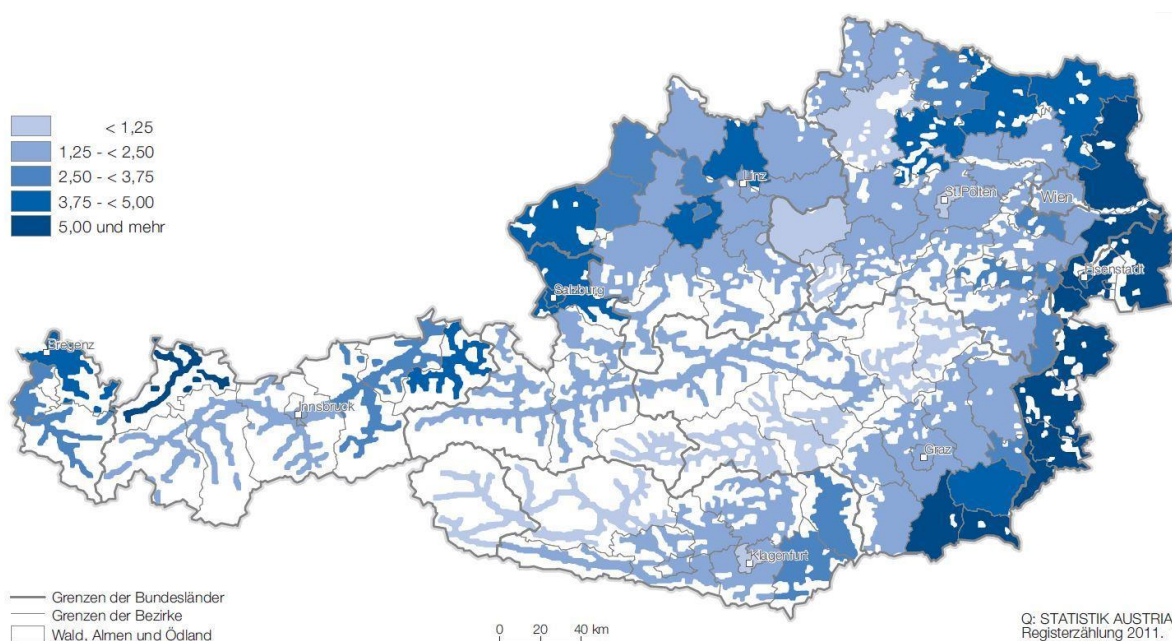 < 1,25
1,25 - < 2,50
2,50 - < 3,75
3,75 - < 5,00
5,00 und mehr
Linz
St.Pölten
Wien
Eisenstadt
Salzburg
Bregenz
Innsbruck
Graz
Klagenfurt
Grenzen der Bundesländer
Grenzen der Bezirke
Wald, Almen und Ödland
0 20 40 km
Q: STATISTIK AUSTRIA
Registerzählung 2011.